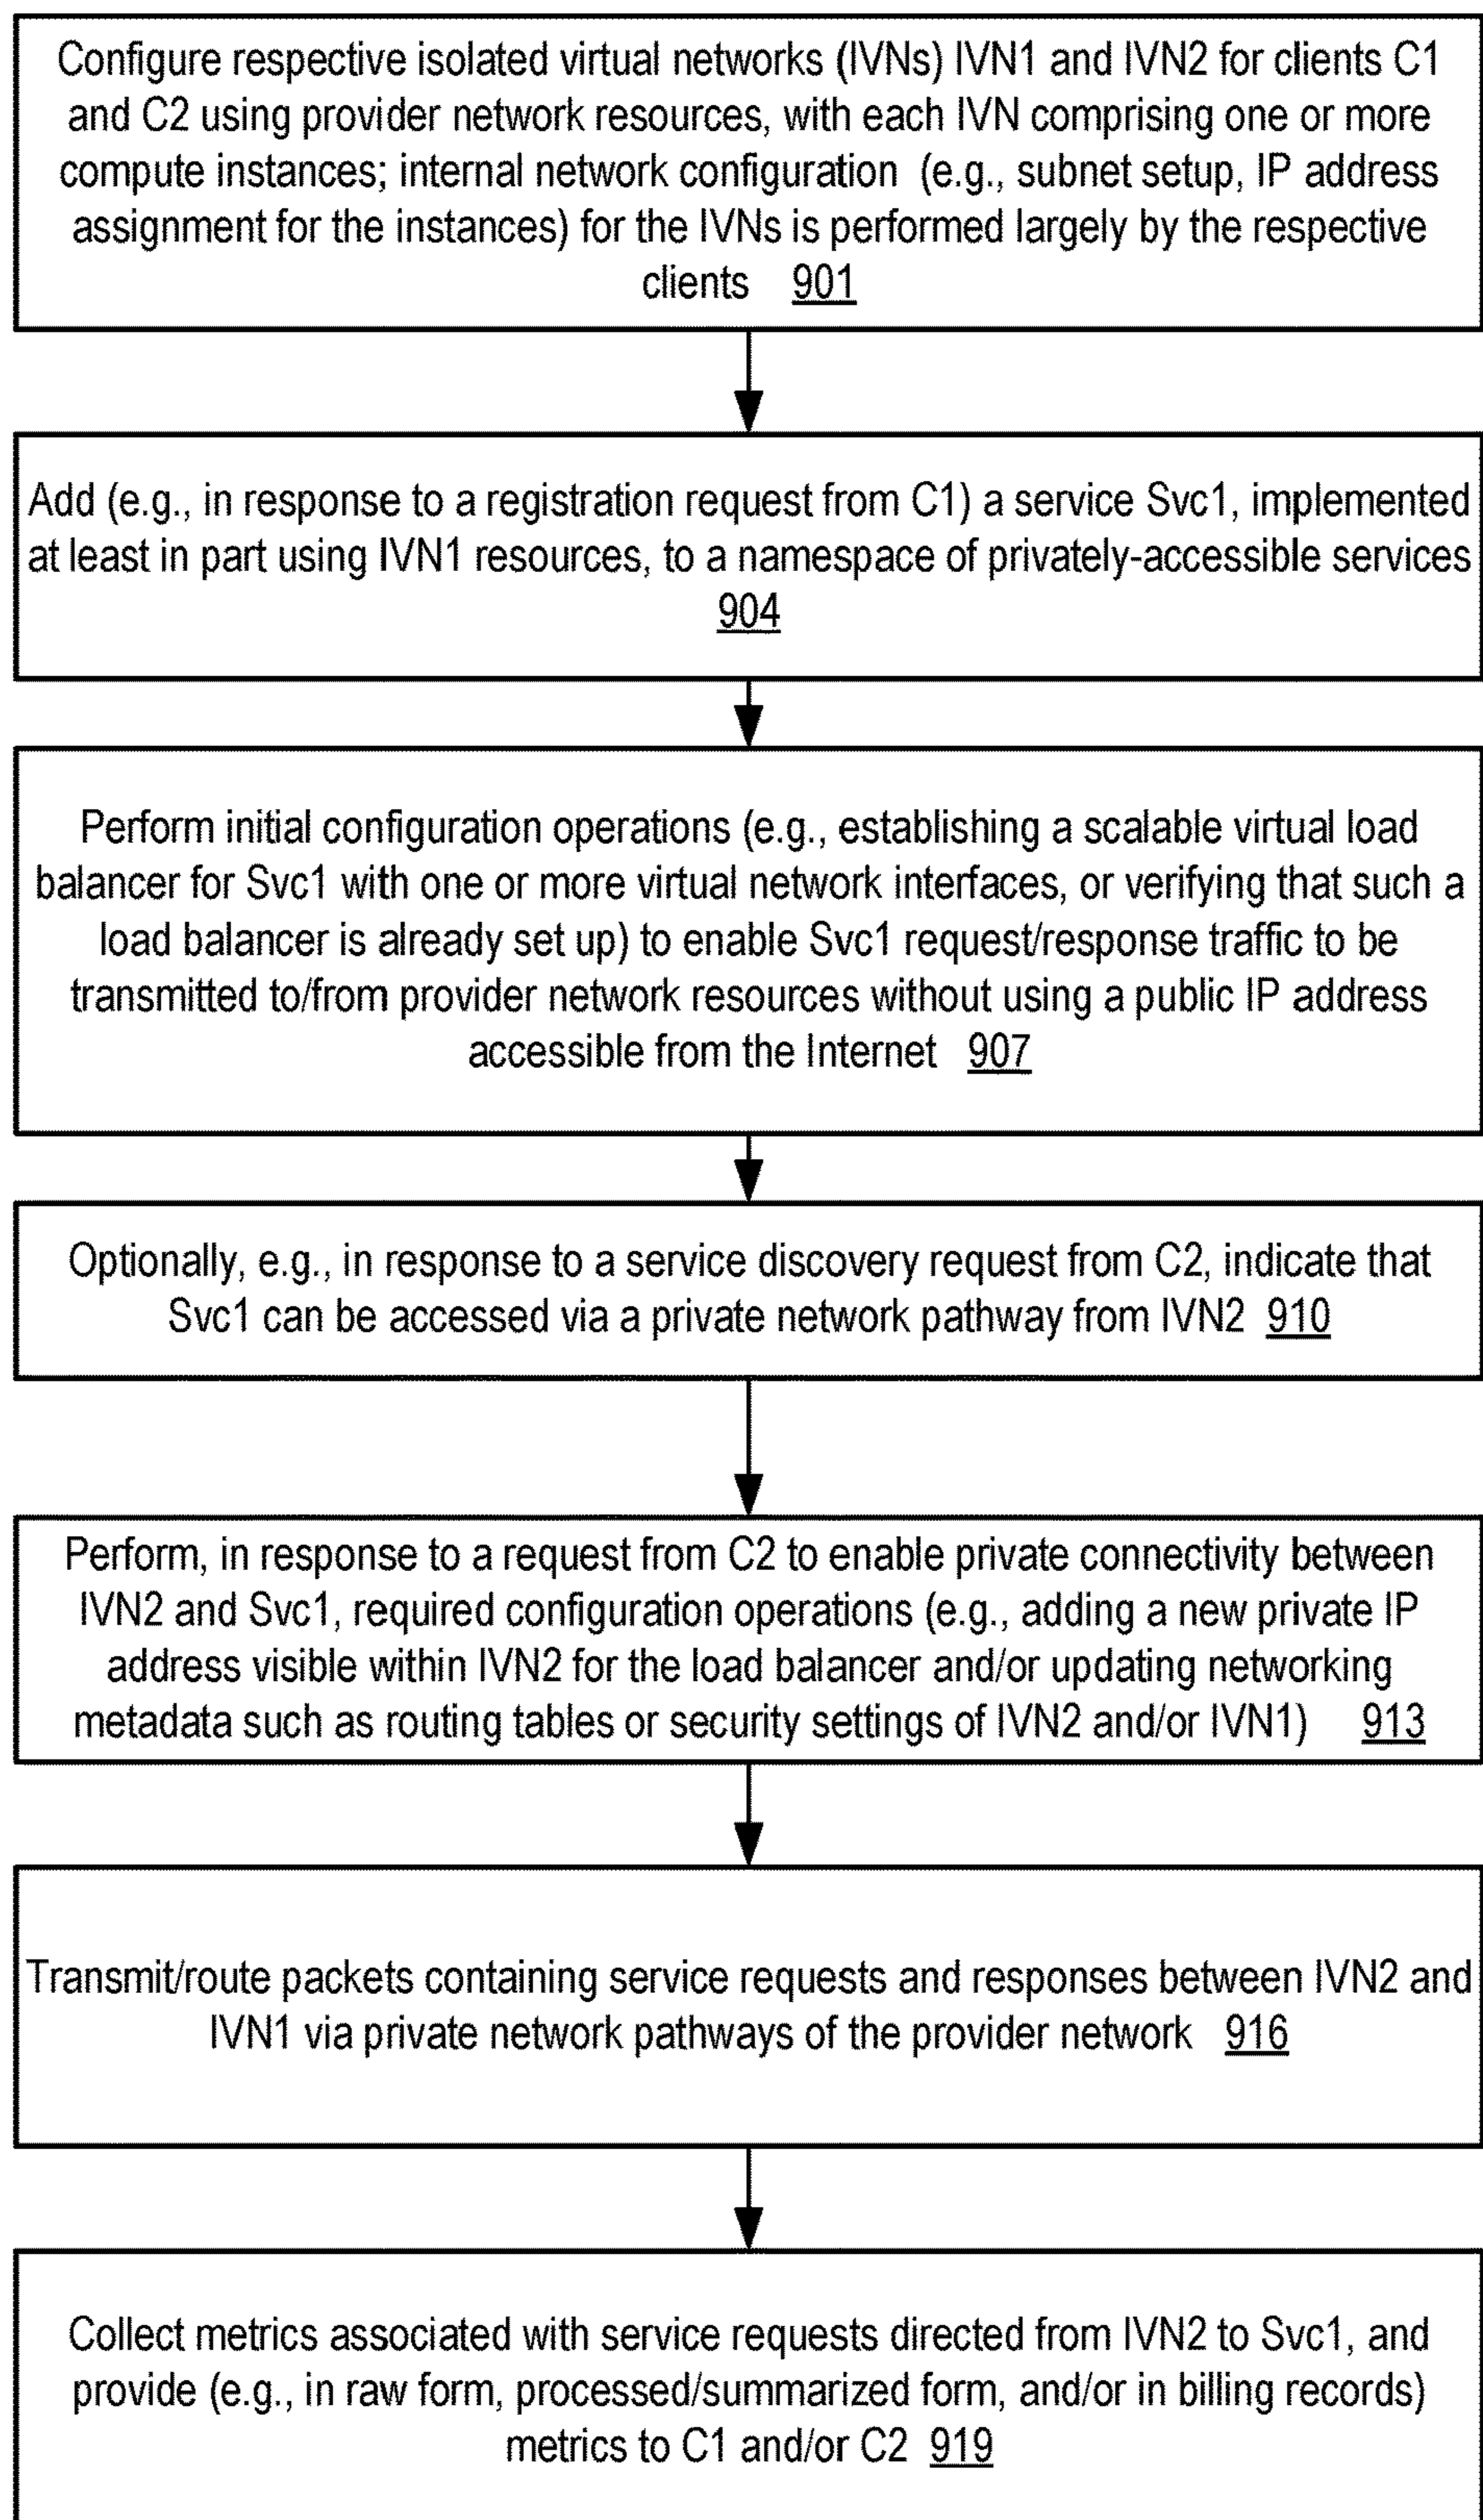 Configure respective isolated virtual networks (IVNs) IVN1 and IVN2 for clients C1
and C2 using provider network resources, with each IVN comprising one or more
compute instances; internal network configuration (e.g., subnet setup, IP address
assignment for the instances) for the IVNs is performed largely by the respective
clients 901
Add (e.g., in response to a registration request from C1) a service Svc1, implemented
at least in part using IVN1 resources, to a namespace of privately-accessible services
904
Perform initial configuration operations (e.g., establishing a scalable virtual load
balancer for Svc1 with one or more virtual network interfaces, or verifying that such a
load balancer is already set up) to enable Svc1 request/response traffic to be
transmitted to/from provider network resources without using a public IP address
accessible from the Internet 907
Optionally, e.g., in response to a service discovery request from C2, indicate that
Svc1 can be accessed via a private network pathway from IVN2 910
Perform, in response to a request from C2 to enable private connectivity between
IVN2 and Svc1, required configuration operations (e.g., adding a new private IP
address visible within IVN2 for the load balancer and/or updating networking
metadata such as routing tables or security settings of IVN2 and/or IVN1) 913
Transmit/route packets containing service requests and responses between IVN2 and
IVN1 via private network pathways of the provider network 916
Collect metrics associated with service requests directed from IVN2 to Svc1, and
provide (e.g., in raw form, processed/summarized form, and/or in billing records)
metrics to C1 and/or C2 919